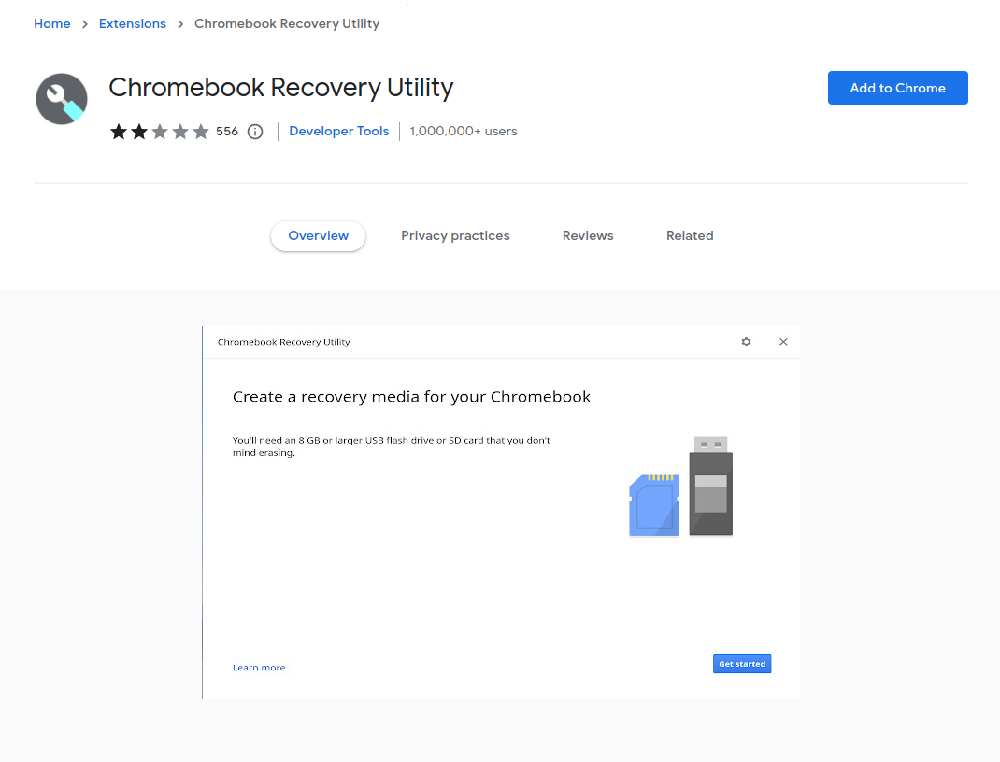 Home > Extensions > Chromebook Recovery Utility
Chromebook Recovery Utility
Add to Chrome
556 | Developer Tools | 1,000,000+ users
Overview Privacy practices Reviews Related
Chromebook Recovery Utility
Create a recovery media for your Chromebook
You'll need an 8 GB or larger USB flash drive or SD card that you don't
mind erasing.
Learn more
Get started